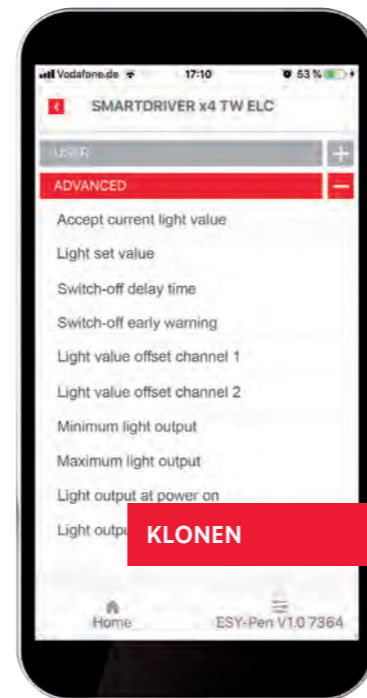 Vodafone.de 17:10 53 %
SMARTDRIVER x4 TW ELC
USER
ADVANCED
Accept current light value
Light set value
Switch-off delay time
Switch-off early warning
Light value offset channel 1
Light value offset channel 2
Minimum light output
Maximum light output
Light output at power on
Light
KLONEN
Home
ESY-Pen V1.0 7364